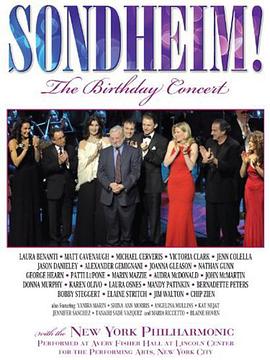 SONDHEIM!
The Birthday Concert
LAURA BENANTI • MATT CAVENAUGH • MICHAEL CERVERIS • VICTORIA CLARK • JENN COLELLA
JASON DANIELEY • ALEXANDER GEMIGNANI • JOANNA GLEASON • NATHAN GUNN
GEORGE HEARN • PATTI LUPONE • MARIN MAZZIE • AUDRA MCDONALD • JOHN MCMARTIN
DONNA MURPHY • KAREN OLIVO • LAURA OSNES • MANDY PATINKIN • BERNADETTE PETERS
BOBBY STEGGERT • ELAINE STRITCH • JIM WALTON • CHIP ZIEN
with the NEW YORK PHILHARMONIC
PERFORMED AT AVERY FISHER HALL AT LINCOLN CENTER
FOR THE PERFORMING ARTS, NEW YORK CITY